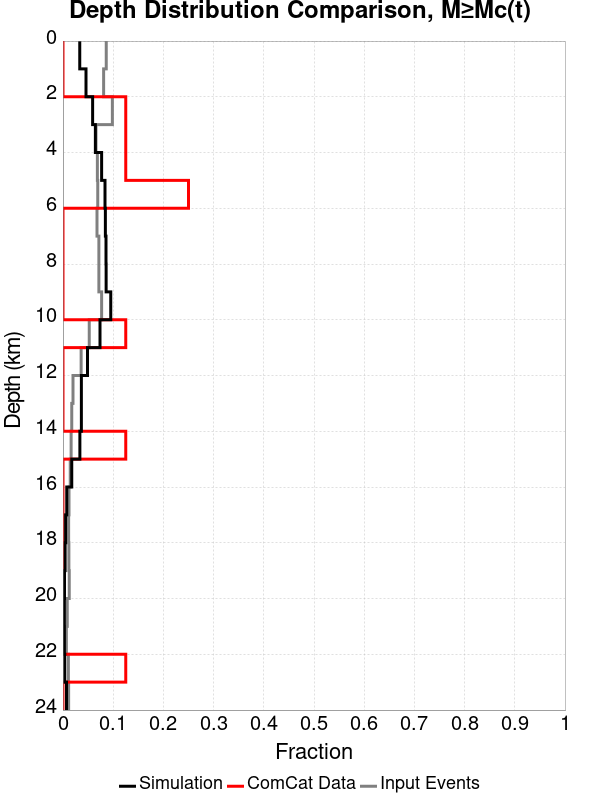 Depth Distribution Comparison, M≥Mc(t)
0
2
4
6
8
10
12
14
16
18
20
22
24
Depth (km)
0 0.1 0.2 0.3 0.4 0.5 0.6 0.7 0.8 0.9 1
Fraction
Simulation ComCat Data Input Events